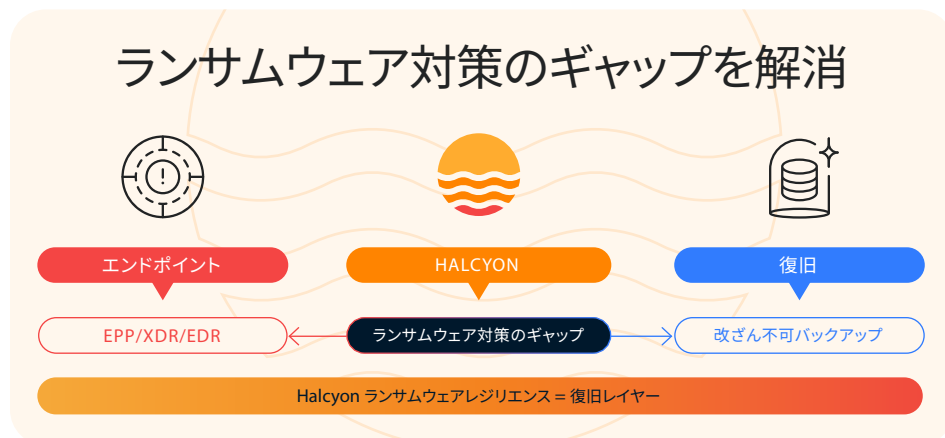 ランサムウェア対策のギャップを解消
エンドポイント
HALCYON
復旧
EPP/XDR/EDR
ランサムウェア対策のギャップ
改ざん不可バックアップ
Halcyon ランサムウェアレジリエンス = 復旧レイヤー